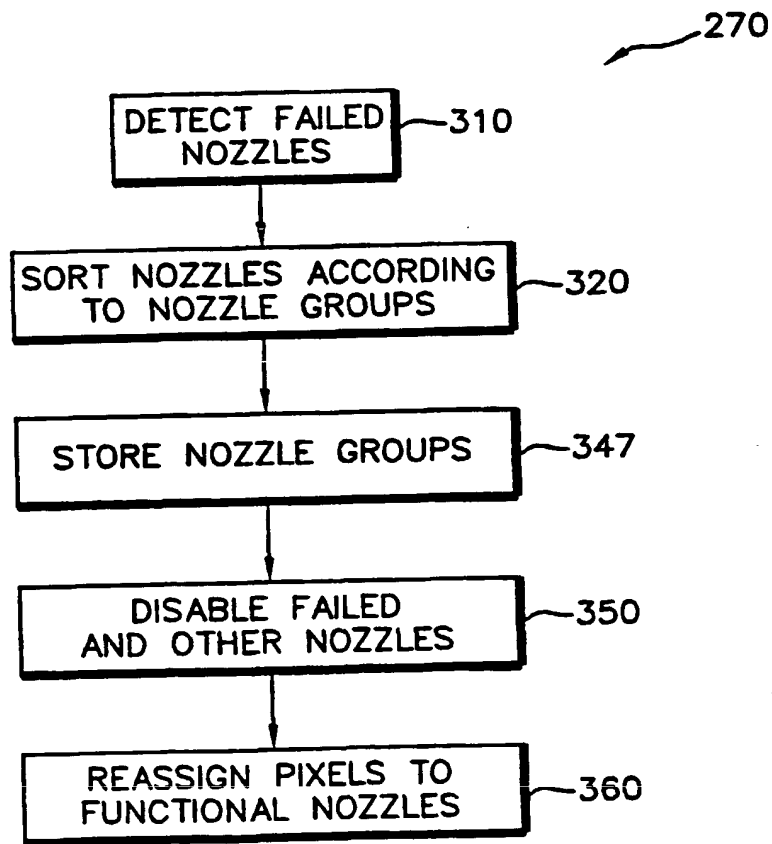 270
DETECT FAILED
NOZZLES
310
SORT NOZZLES ACCORDING
TO NOZZLE GROUPS
320
STORE NOZZLE GROUPS
347
DISABLE FAILED
AND OTHER NOZZLES
350
REASSIGN PIXELS TO
FUNCTIONAL NOZZLES
360